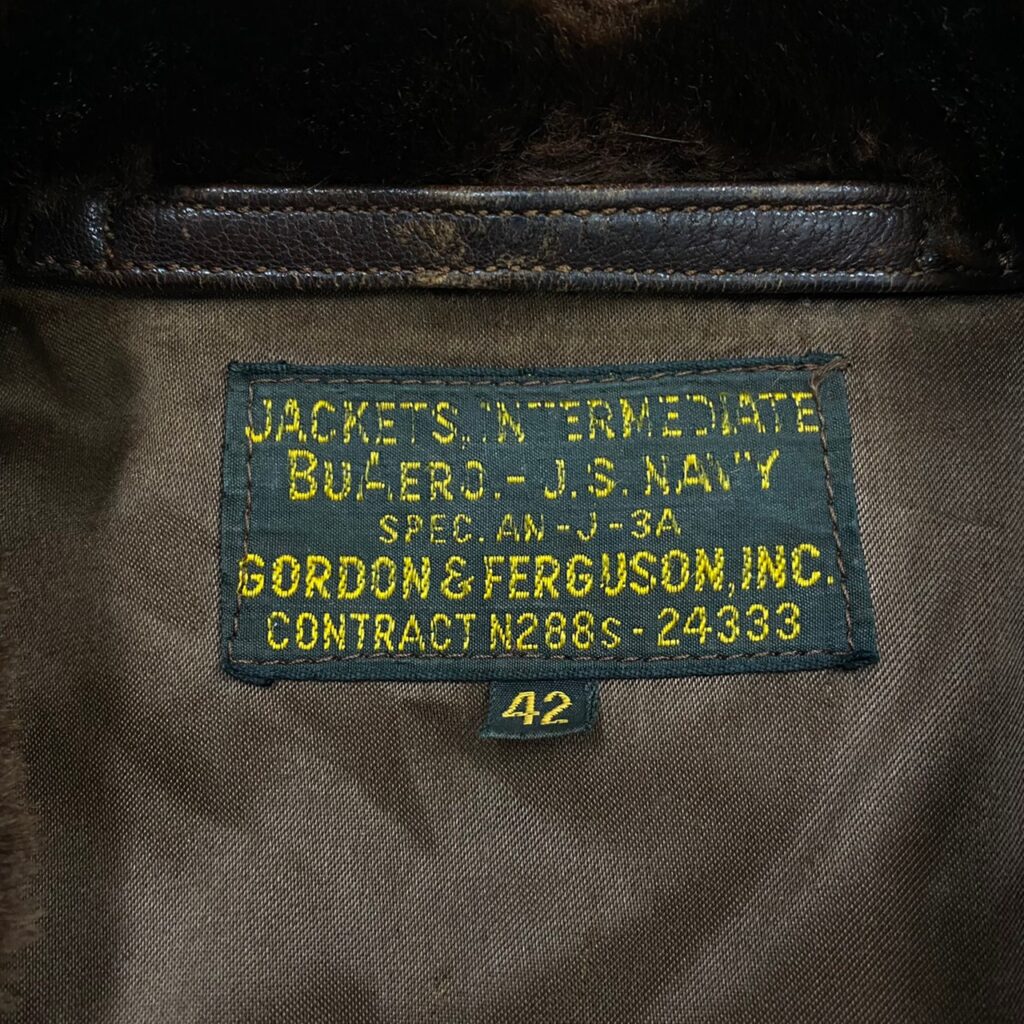 JACKETS, INTERMEDIATE
BUAERO.- U.S. NAVY
SPEC. AN-J-3A
GORDON & FERGUSON, INC.
CONTRACT N288S-24333
42